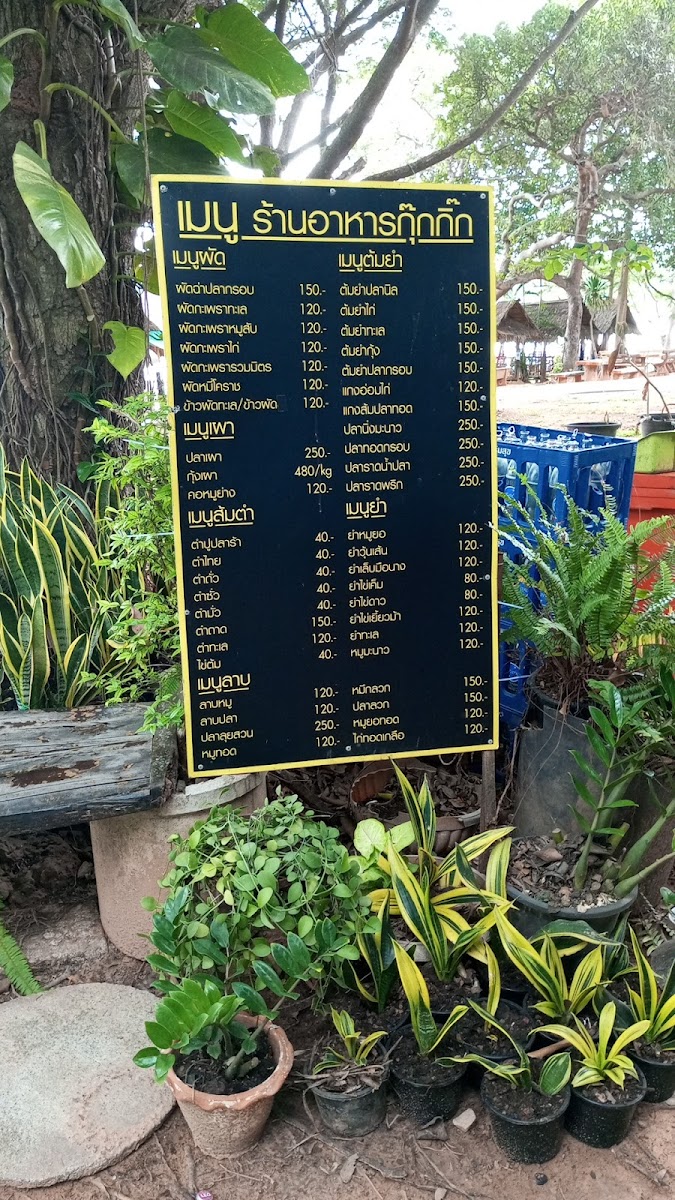 เมนู ร้านอาหารกุ๊กกิ๊ก
เมนูผัด
ผัดฉ่าปลากรอบ 150.-
ผัดกะเพราทะเล 120.-
ผัดกะเพราหมูสับ 120.-
ผัดกะเพราไก่ 120.-
ผัดกะเพรารวมมิตร 120.-
ผัดหมี่โคราช 120.-
ข้าวผัดทะเล/ข้าวผัด 120.-
เมนูเผา
ปลาเผา 250.-
กุ้งเผา 480/kg
คอหมูย่าง 120.-
เมนูส้มตำ
ตำปูปลาร้า 40.-
ตำไทย 40.-
ตำถั่ว 40.-
ตำซั่ว 40.-
ตำมั่ว 40.-
ตำถาด 150.-
ตำทะเล 120.-
ไข่ต้ม 40.-
เมนูลาบ
ลาบหมู 120.-
ลาบปลา 120.-
ปลาลุยสวน 250.-
หมูทอด 120.-
เมนูต้มยำ
ต้มยำปลานิล 150.-
ต้มยำไก่ 150.-
ต้มยำทะเล 150.-
ต้มยำกุ้ง 150.-
ต้มยำปลากรอบ 150.-
แกงอ่อมไก่ 120.-
แกงส้มปลาทอด 150.-
ปลานึ่งมะนาว 250.-
ปลาทอดกรอบ 250.-
ปลาราดน้ำปลา 250.-
ปลาราดพริก 250.-
เมนูยำ
ยำหมูยอ 120.-
ยำวุ้นเส้น 120.-
ยำเล็บมือนาง 120.-
ยำไข่เค็ม 80.-
ยำไข่ดาว 80.-
ยำไข่เยี่ยวม้า 120.-
ยำทะเล 120.-
หมูมะนาว 120.-
หมึกลวก 150.-
ปลาลวก 150.-
หมูยอทอด 120.-
ไก่ทอดเกลือ 120.-